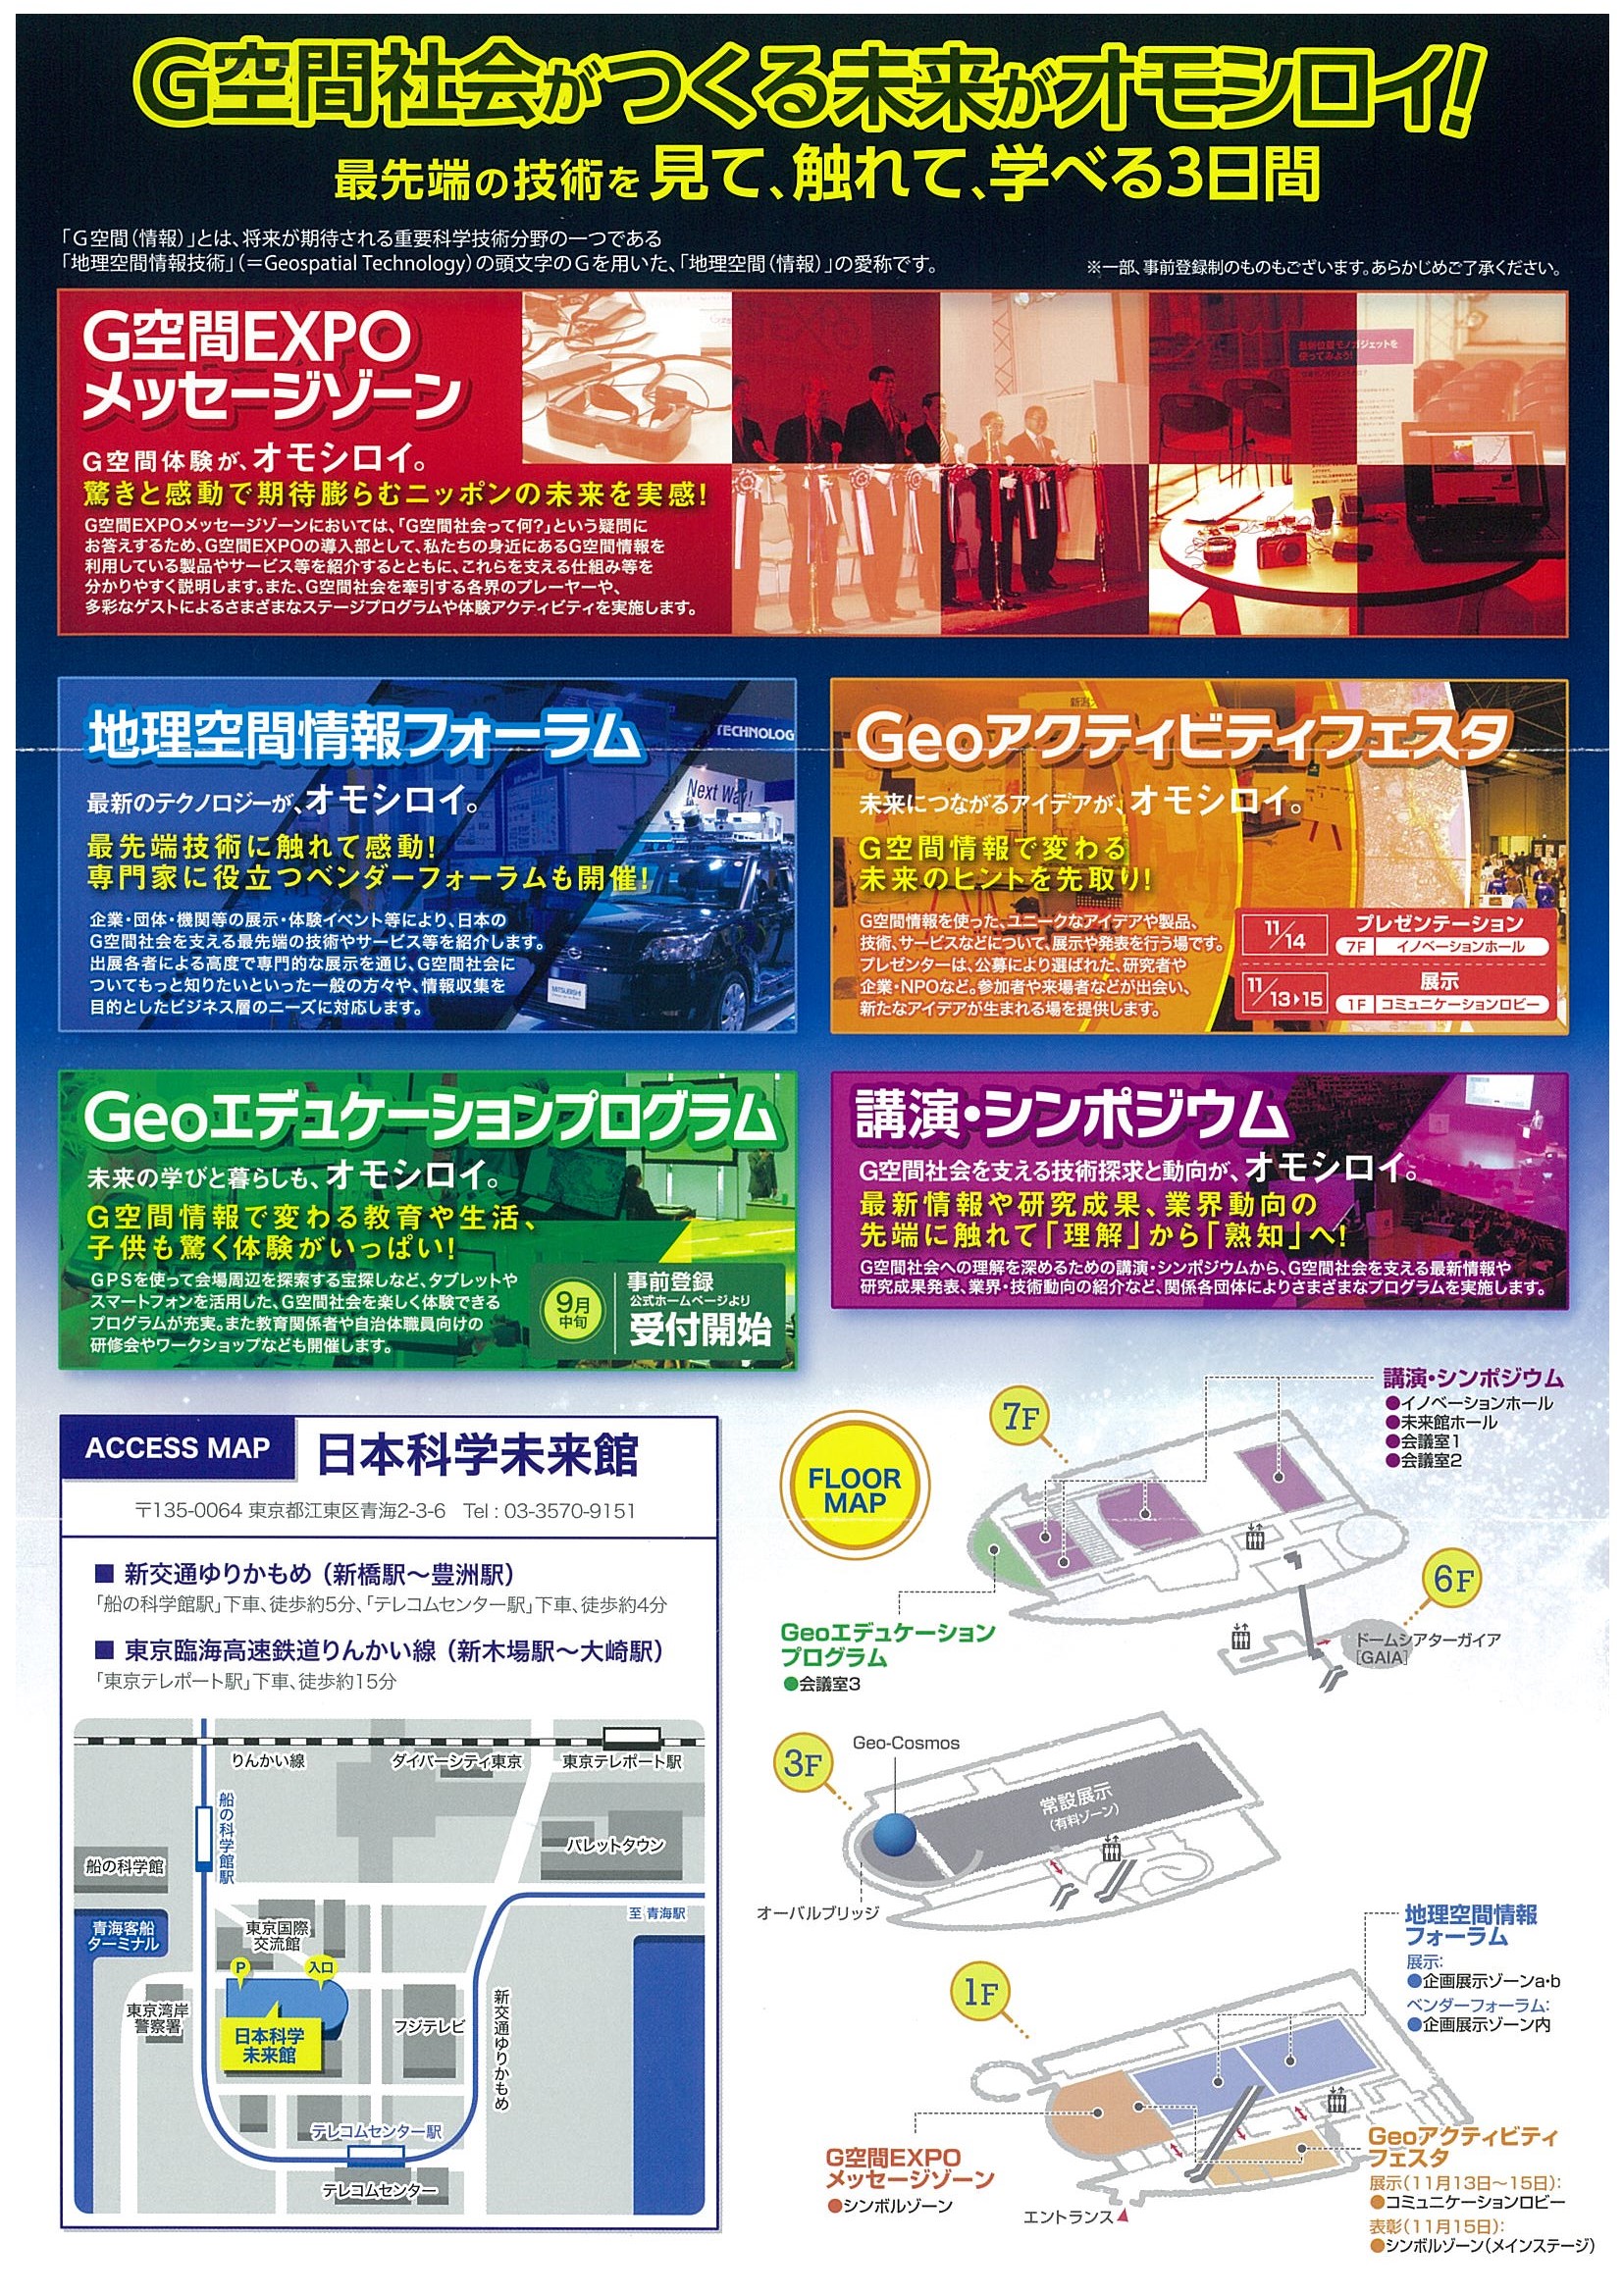 G空間社会がつくる未来がオモシロイ!
最先端の技術を見て、触れて、学べる3日間
「G空間(情報)」とは、将来が期待される重要科学技術分野の一つである
「地理空間情報技術」(=Geospatial Technology)の頭文字のGを用いた、「地理空間(情報)」の愛称です。
※一部、事前登録制のものもございます。あらかじめご了承ください。
G空間EXPO
メッセージゾーン
G空間体験が、オモシロイ。
驚きと感動で期待膨らむニッポンの未来を実感!
G空間EXPOメッセージゾーンにおいては、「G空間社会って何?」という疑問に
お答えするため、G空間EXPOの導入部として、私たちの身近にあるG空間情報を
利用している製品やサービス等を紹介するとともに、これらを支える仕組み等を
分かりやすく説明します。また、G空間社会を牽引する各界のプレーヤーや、
多彩なゲストによるさまざまなステージプログラムや体験アクティビティを実施します。
最新位置モノガジェットを
使ってみよう!
地理空間情報フォーラム
TECHNOLOG
Next Way!
最新のテクノロジーが、オモシロイ。
最先端技術に触れて感動!
専門家に役立つベンダーフォーラムも開催!
企業・団体・機関等の展示・体験イベント等により、日本の
G空間社会を支える最先端の技術やサービス等を紹介します。
出展各者による高度で専門的な展示を通じ、G空間社会に
ついてもっと知りたいといった一般の方々や、情報収集を
目的としたビジネス層のニーズに対応します。
MITSUBISHI
Geoアクティビティフェスタ
未来につながるアイデアが、オモシロイ。
G空間情報で変わる
未来のヒントを先取り!
G空間情報を使った、ユニークなアイデアや製品、
技術、サービスなどについて、展示や発表を行う場です。
プレゼンターは、公募により選ばれた、研究者や
企業・NPOなど。参加者や来場者などが出会い、
新たなアイデアが生まれる場を提供します。
11/14 プレゼンテーション
7F イノベーションホール
11/13▸15 展示
1F コミュニケーションロビー
Geoエデュケーションプログラム
未来の学びと暮らしも、オモシロイ。
G空間情報で変わる教育や生活、
子供も驚く体験がいっぱい!
GPSを使って会場周辺を探索する宝探しなど、タブレットや
スマートフォンを活用した、G空間社会を楽しく体験できる
プログラムが充実。また教育関係者や自治体職員向けの
研修会やワークショップなども開催します。
9月
中旬
事前登録
公式ホームページより
受付開始
講演・シンポジウム
G空間社会を支える技術探求と動向が、オモシロイ。
最新情報や研究成果、業界動向の
先端に触れて「理解」から「熟知」へ!
G空間社会への理解を深めるための講演・シンポジウムから、G空間社会を支える最新情報や
研究成果発表、業界・技術動向の紹介など、関係各団体によりさまざまなプログラムを実施します。
ACCESS MAP 日本科学未来館
〒135-0064 東京都江東区青海2-3-6 Tel : 03-3570-9151
■ 新交通ゆりかもめ（新橋駅～豊洲駅）
「船の科学館駅」下車、徒歩約5分、「テレコムセンター駅」下車、徒歩約4分
■ 東京臨海高速鉄道りんかい線（新木場駅～大崎駅）
「東京テレポート駅」下車、徒歩約15分
りんかい線
ダイバーシティ東京
東京テレポート駅
船の科学館駅
パレットタウン
船の科学館
至 青海駅
青海客船
ターミナル
東京国際
交流館
P
入口
東京湾岸
警察署
日本科学
未来館
フジテレビ
新交通ゆりかもめ
テレコムセンター駅
テレコムセンター
FLOOR
MAP
7F
講演・シンポジウム
●イノベーションホール
●未来館ホール
●会議室1
●会議室2
Geoエデュケーション
プログラム
●会議室3
6F
ドームシアターガイア
[GAIA]
3F
Geo-Cosmos
常設展示
(有料ゾーン)
オーバルブリッジ
1F
地理空間情報
フォーラム
展示:
●企画展示ゾーンa・b
ベンダーフォーラム:
●企画展示ゾーン内
G空間EXPO
メッセージゾーン
●シンボルゾーン
エントランス
Geoアクティビティ
フェスタ
展示(11月13日～15日):
●コミュニケーションロビー
表彰(11月15日):
●シンボルゾーン(メインステージ)